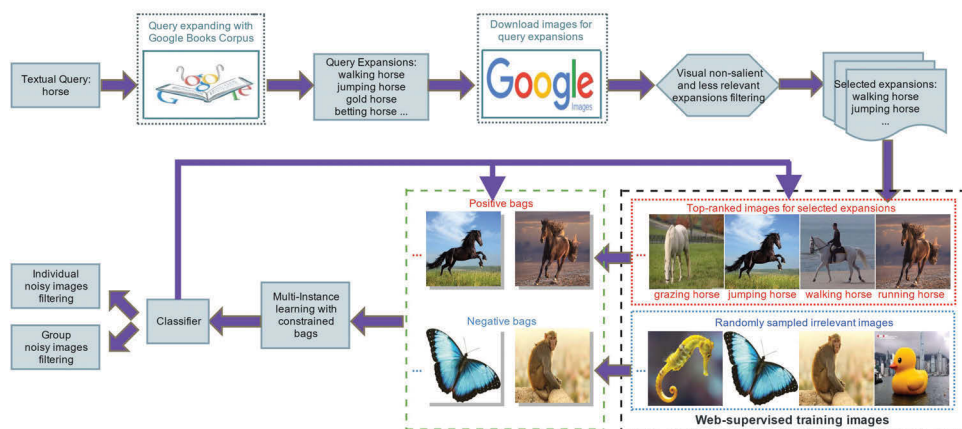 Query expanding with
Google Books Corpus
Textual Query:
horse
Query Expansions:
walking horse
jumping horse
gold horse
betting horse ...
Download images for
query expansions
Google
Images
Visual non-salient
and less relevant
expansions filtering
Selected expansions:
walking horse
jumping horse
...
Positive bags
...
Negative bags
...
Top-ranked images for selected expansions
...
grazing horse jumping horse walking horse running horse
Randomly sampled irrelevant images
...
Web-supervised training images
Multi-Instance
learning with
constrained
bags
Classifier
Individual
noisy images
filtering
Group
noisy images
filtering